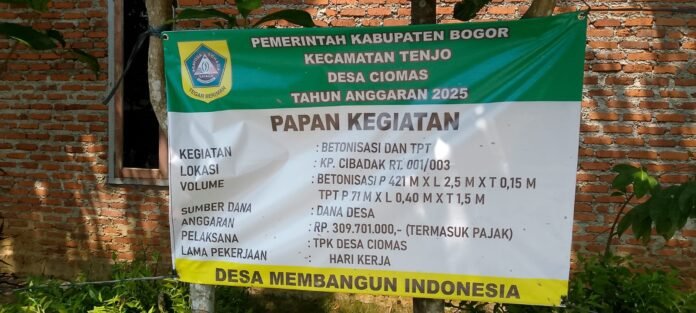 PEMERINTAH KABUPATEN BOGOR
KECAMATAN TENJO
DESA CIOMAS
TAHUN ANGGARAN 2025
TEGAR BERIMAN
PAPAN KEGIATAN
KEGIATAN : BETONISASI DAN TPT
LOKASI : KP. CIBADAK RT. 001/003
VOLUME : BETONISASI P 421 M X L 2,5 M X T 0,15 M
TPT P 71 M X L 0,40 M X T 1,5 M
SUMBER DANA : DANA DESA
ANGGARAN : RP. 309.701.000,- (TERMASUK PAJAK)
PELAKSANA : TPK DESA CIOMAS
LAMA PEKERJAAN : HARI KERJA
DESA MEMBANGUN INDONESIA